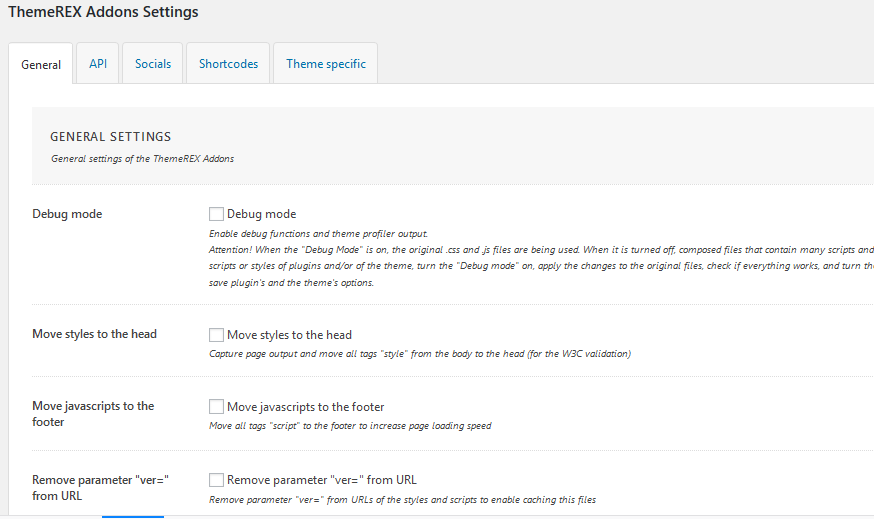 ThemeREX Addons Settings
General API Socials Shortcodes Theme specific
GENERAL SETTINGS
General settings of the ThemeREX Addons
Debug mode
Debug mode
Enable debug functions and theme profiler output.
Attention! When the "Debug Mode" is on, the original .css and .js files are being used. When it is turned off, composed files that contain many scripts and
scripts or styles of plugins and/or of the theme, turn the "Debug mode" on, apply the changes to the original files, check if everything works, and turn
save plugin's and the theme's options.
Move styles to the head
Move styles to the head
Capture page output and move all tags "style" from the body to the head (for the W3C validation)
Move javascripts to the
footer
Move javascripts to the footer
Move all tags "script" to the footer to increase page loading speed
Remove parameter "ver="
from URL
Remove parameter "ver=" from URL
Remove parameter "ver=" from URLs of the styles and scripts to enable caching this files